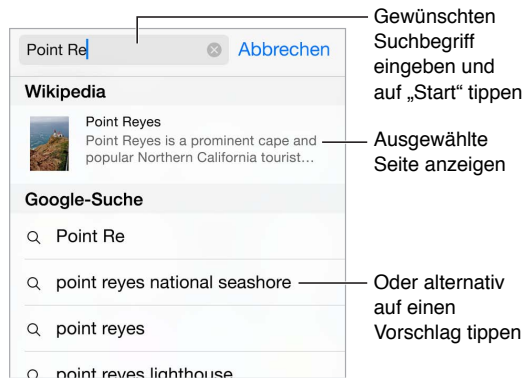 Point Re
Abbrechen
Wikipedia
Point Reyes
Point Reyes is a prominent cape and
popular Northern California tourist…
Google-Suche
Point Re
point reyes national seashore
point reyes
point reyes lighthouse
Gewünschten
Suchbegriff
eingeben und
auf „Start“ tippen
Ausgewählte
Seite anzeigen
Oder alternativ
auf einen
Vorschlag tippen